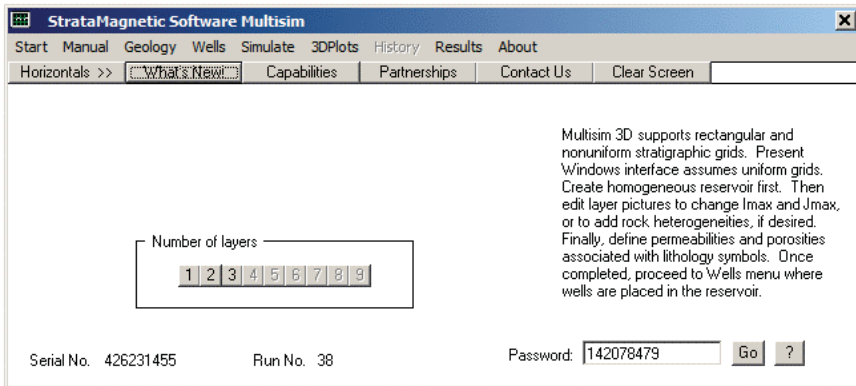 StrataMagnetic Software Multisim
Start Manual Geology Wells Simulate 3DPlots History Results About
Horizontals >> What's New! Capabilities Partnerships Contact Us Clear Screen
Multisim 3D supports rectangular and
nonuniform stratigraphic grids. Present
Windows interface assumes uniform grids.
Create homogeneous reservoir first. Then
edit layer pictures to change Imax and Jmax,
or to add rock heterogeneities, if desired.
Finally, define permeabilities and porosities
associated with lithology symbols. Once
completed, proceed to Wells menu where
wells are placed in the reservoir.
Number of layers
1 2 3 4 5 6 7 8 9
Serial No. 426231455 Run No. 38 Password: 142078479 Go ?